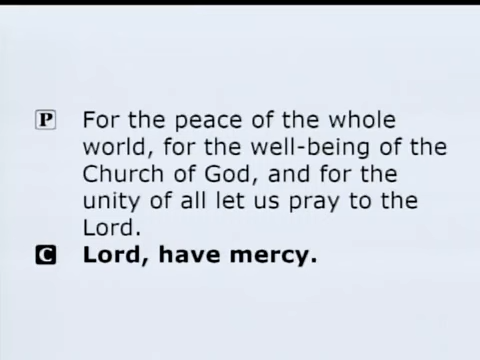 P For the peace of the whole
world, for the well-being of the
Church of God, and for the
unity of all let us pray to the
Lord.
C Lord, have mercy.